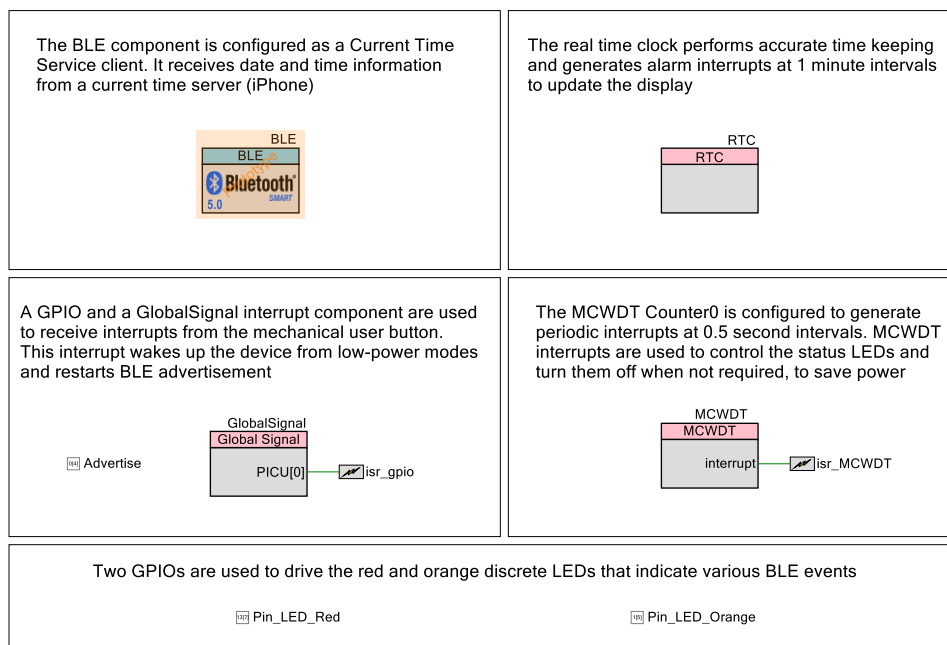 The BLE component is configured as a Current Time
Service client. It receives date and time information
from a current time server (iPhone)
BLE
BLE
prototype
Bluetooth
SMART
5.0
The real time clock performs accurate time keeping
and generates alarm interrupts at 1 minute intervals
to update the display
RTC
RTC
A GPIO and a GlobalSignal interrupt component are used
to receive interrupts from the mechanical user button.
This interrupt wakes up the device from low-power modes
and restarts BLE advertisement
GlobalSignal
Global Signal
0[4] Advertise
PICU[0]
isr_gpio
The MCWDT Counter0 is configured to generate
periodic interrupts at 0.5 second intervals. MCWDT
interrupts are used to control the status LEDs and
turn them off when not required, to save power
MCWDT
MCWDT
interrupt
isr_MCWDT
Two GPIOs are used to drive the red and orange discrete LEDs that indicate various BLE events
13[7] Pin_LED_Red
1[5] Pin_LED_Orange